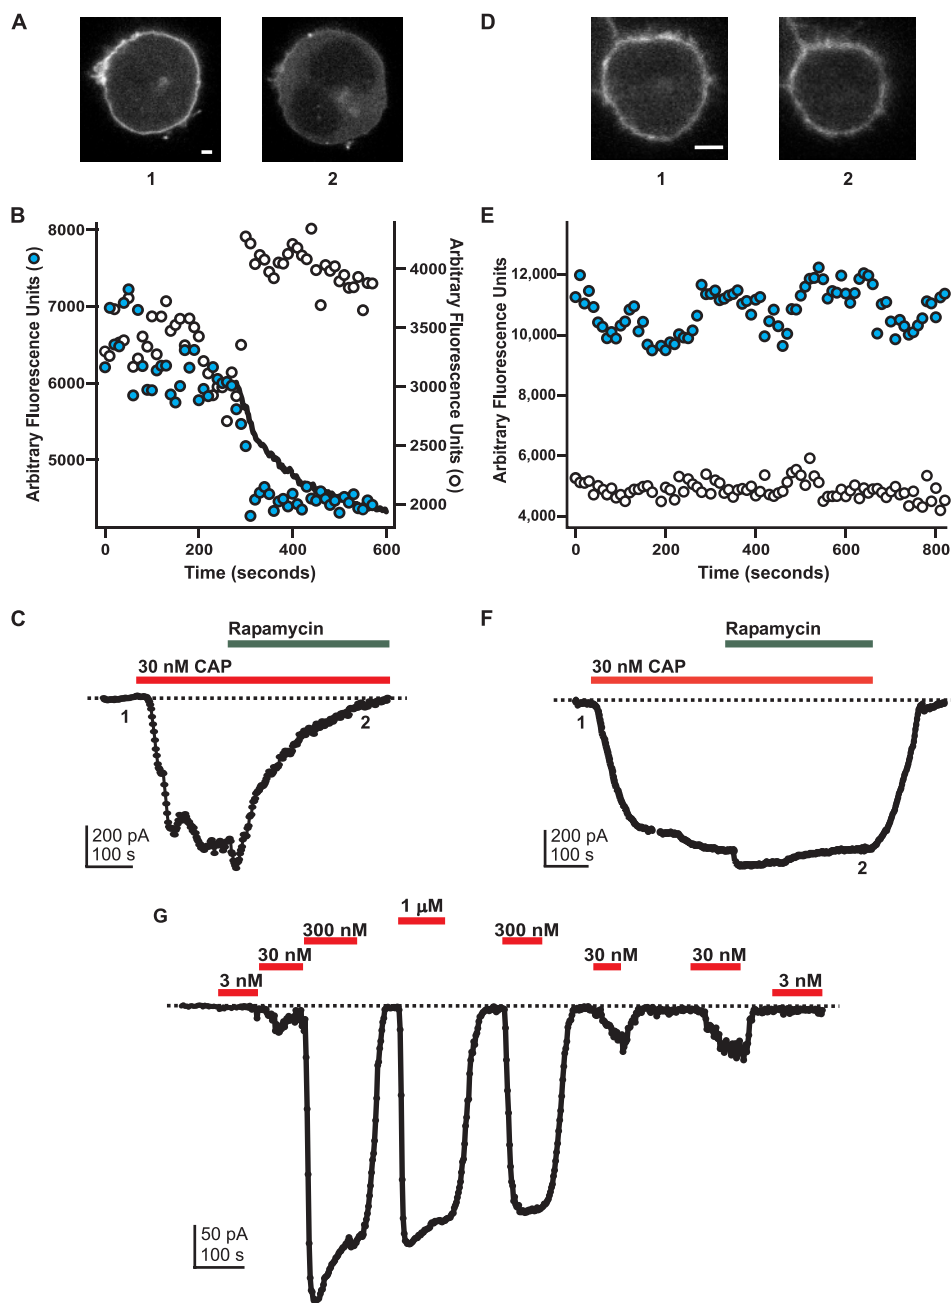 A
D
1
2
1
2
B
E
8000
7000
6000
5000
Arbitrary Fluorescence Units ( )
4000
3500
3000
2500
2000
Arbitrary Fluorescence Units ( )
0
200
400
600
Time (seconds)
12,000
10,000
8,000
6,000
4,000
Arbitrary Fluorescence Units
0
200
400
600
800
Time (seconds)
C
Rapamycin
30 nM CAP
1
2
200 pA
100 s
F
Rapamycin
30 nM CAP
1
2
200 pA
100 s
G
1 µM
300 nM
300 nM
30 nM
30 nM
30 nM
3 nM
3 nM
50 pA
100 s